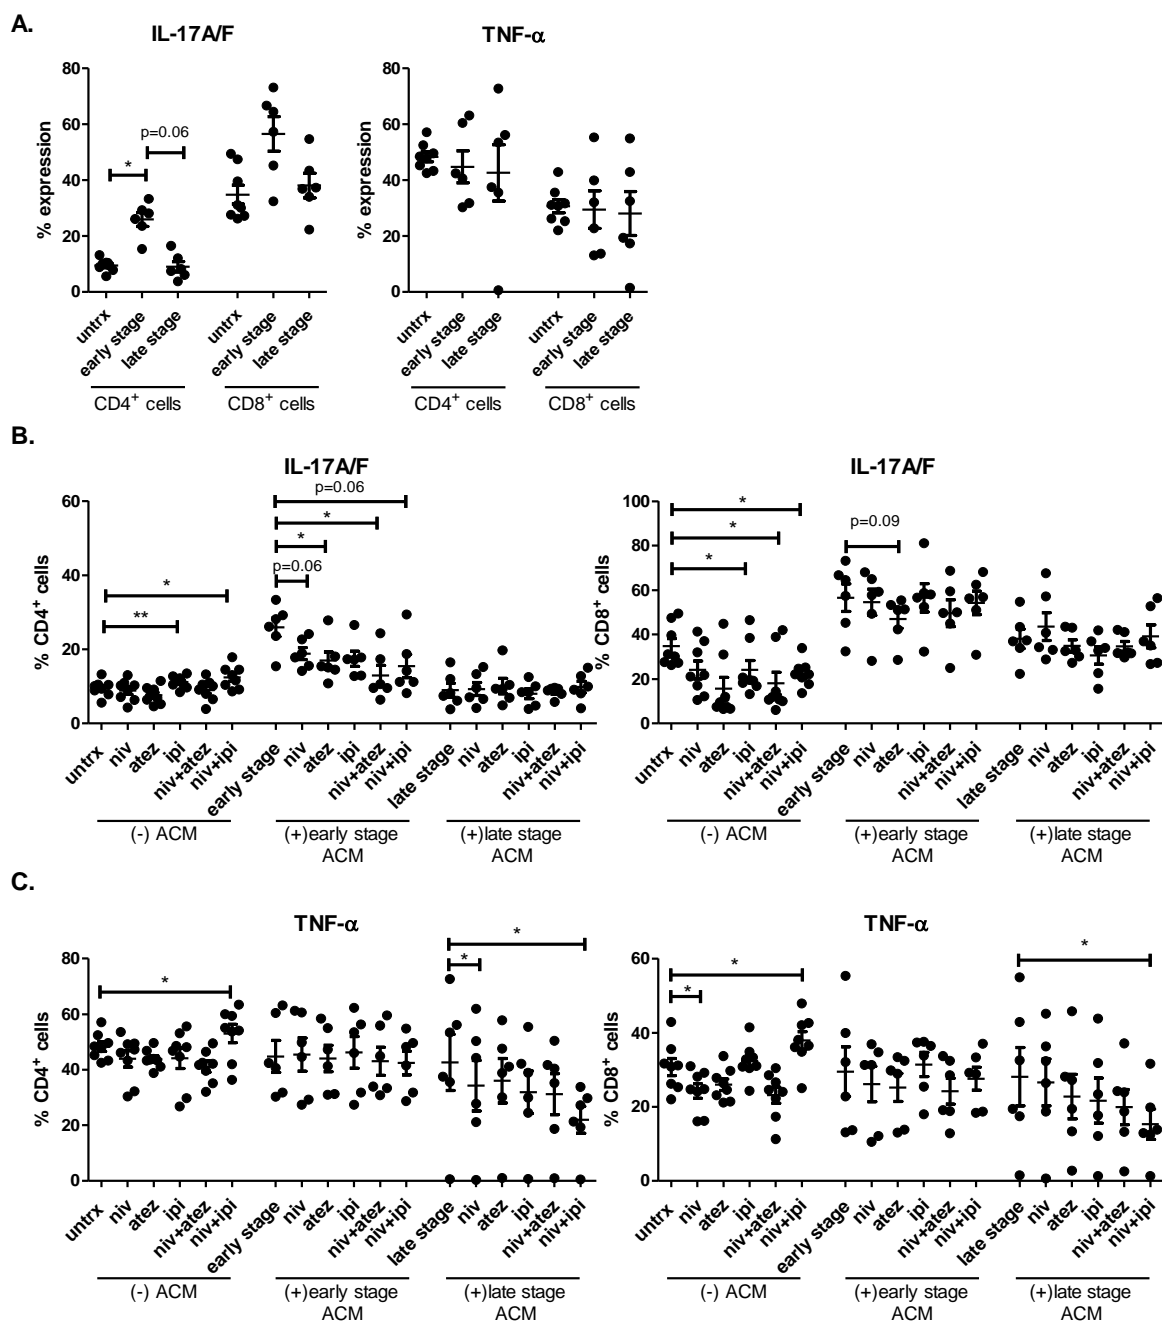 A.
IL-17A/F
TNF-α
80
60
40
20
0
% expression
*
p=0.06
untrx
early stage
late stage
untrx
early stage
late stage
CD4+ cells
CD8+ cells
80
60
40
20
0
% expression
untrx
early stage
late stage
untrx
early stage
late stage
CD4+ cells
CD8+ cells
B.
IL-17A/F
60
40
20
0
% CD4+ cells
p=0.06
*
*
p=0.06
*
**
untrx
niv
atez
ipi
niv+atez
niv+ipi
early stage
niv
atez
ipi
niv+atez
niv+ipi
late stage
niv
atez
ipi
niv+atez
niv+ipi
(-) ACM
(+)early stage
ACM
(+)late stage
ACM
IL-17A/F
100
80
60
40
20
0
% CD8+ cells
*
*
*
p=0.09
untrx
niv
atez
ipi
niv+atez
niv+ipi
early stage
niv
atez
ipi
niv+atez
niv+ipi
late stage
niv
atez
ipi
niv+atez
niv+ipi
(-) ACM
(+)early stage
ACM
(+)late stage
ACM
C.
TNF-α
80
60
40
20
0
% CD4+ cells
*
*
*
untrx
niv
atez
ipi
niv+atez
niv+ipi
early stage
niv
atez
ipi
niv+atez
niv+ipi
late stage
niv
atez
ipi
niv+atez
niv+ipi
(-) ACM
(+)early stage
ACM
(+)late stage
ACM
TNF-α
60
40
20
0
% CD8+ cells
*
*
*
untrx
niv
atez
ipi
niv+atez
niv+ipi
early stage
niv
atez
ipi
niv+atez
niv+ipi
late stage
niv
atez
ipi
niv+atez
niv+ipi
(-) ACM
(+)early stage
ACM
(+)late stage
ACM